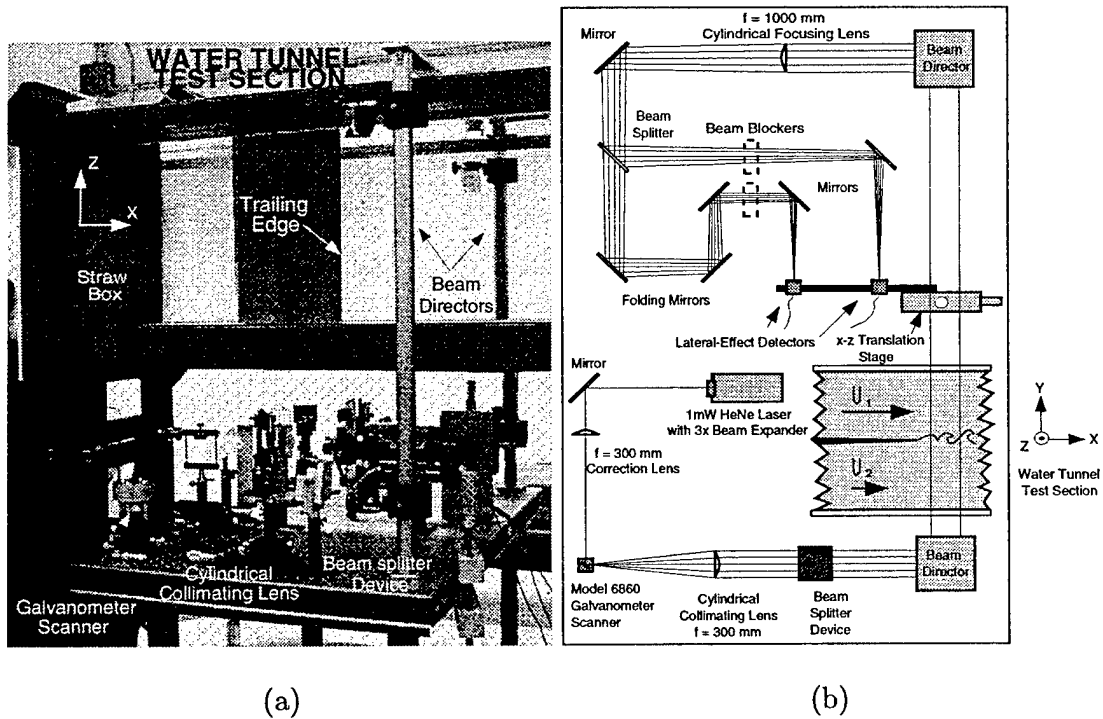 WATER TUNNEL
TEST SECTION
Z
X
Trailing
Edge
Straw
Box
Beam
Directors
Beam splitter
Device
Cylindrical
Collimating Lens
Galvanometer
Scanner
(a)
f = 1000 mm
Cylindrical Focusing Lens
Mirror
Beam
Director
Beam
Splitter
Beam Blockers
Mirrors
Folding Mirrors
Lateral-Effect Detectors
x-z Translation
Stage
Mirror
1mW HeNe Laser
with 3x Beam Expander
f = 300 mm
Correction Lens
U1
U2
Y
Z
X
Water Tunnel
Test Section
Model 6860
Galvanometer
Scanner
Cylindrical
Collimating Lens
f = 300 mm
Beam
Splitter
Device
Beam
Director
(b)